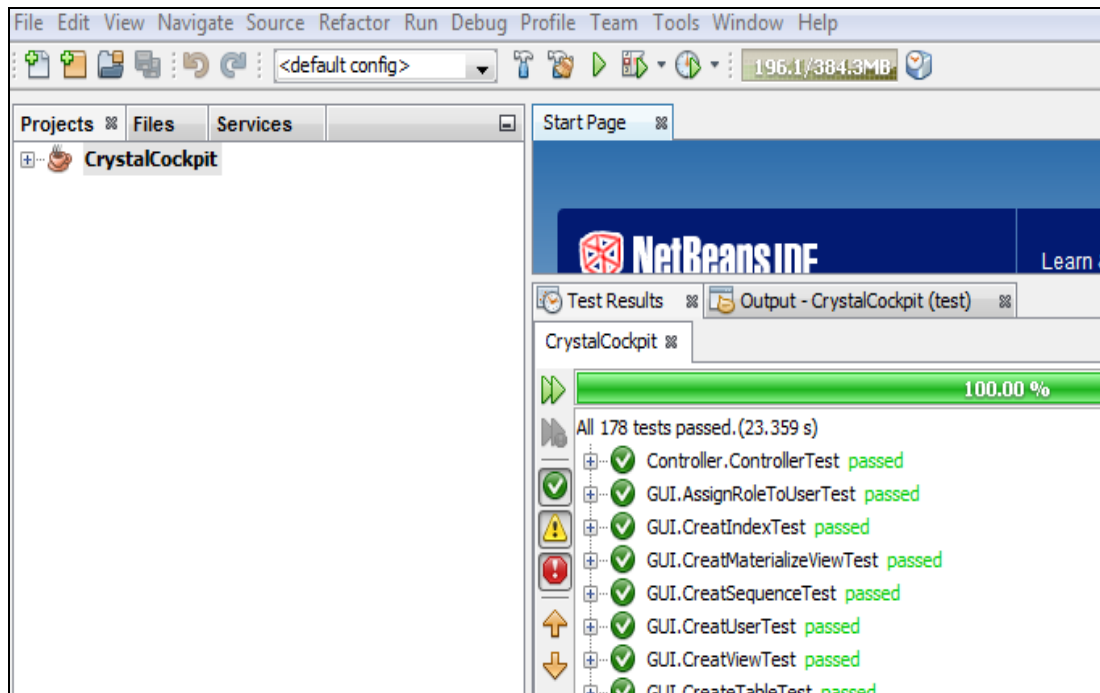 File Edit View Navigate Source Refactor Run Debug Profile Team Tools Window Help
<default config>
196.1/384.3MB
Projects Files Services
Start Page
CrystalCockpit
NetBeans IDE
Learn
Test Results Output - CrystalCockpit (test)
CrystalCockpit
100.00 %
All 178 tests passed.(23.359 s)
Controller.ControllerTest passed
GUI.AssignRoleToUserTest passed
GUI.CreatIndexTest passed
GUI.CreatMaterializeViewTest passed
GUI.CreatSequenceTest passed
GUI.CreatUserTest passed
GUI.CreatViewTest passed
GUI.CreateTableTest passed